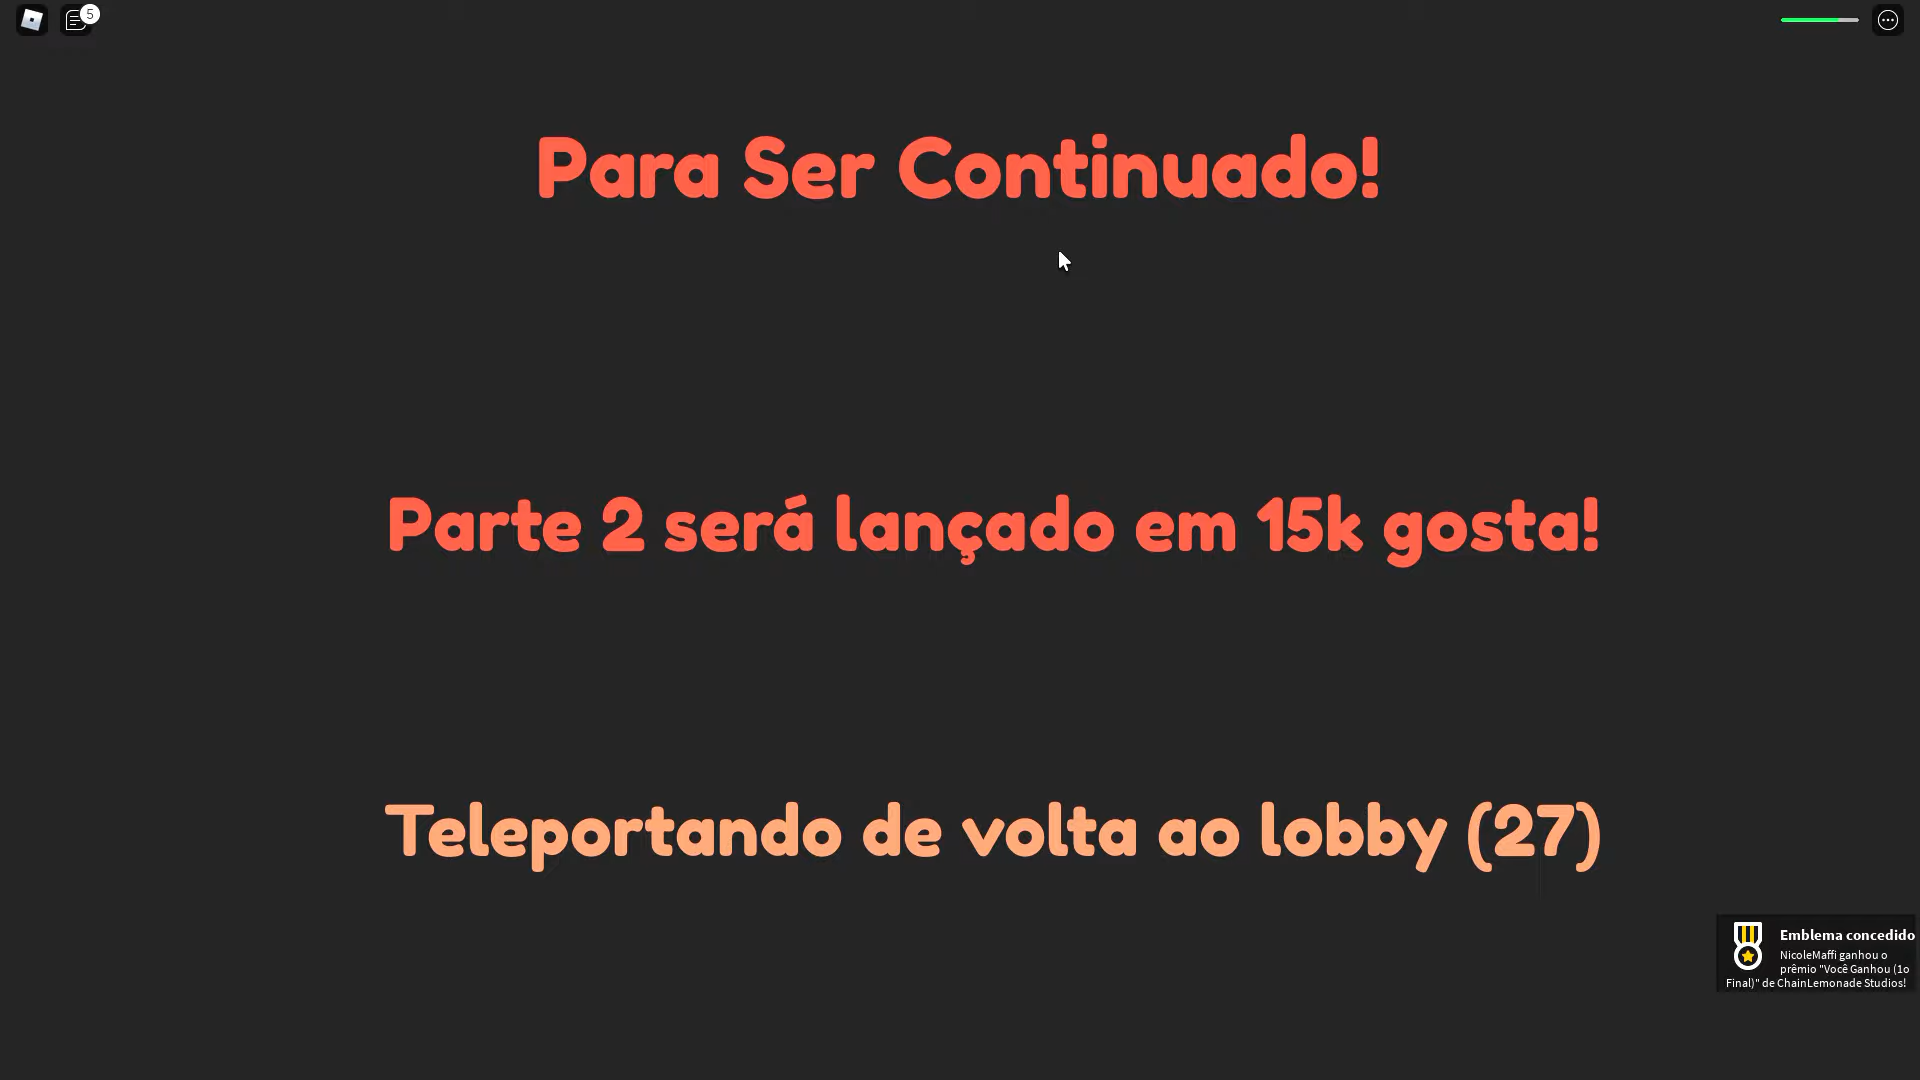 5
Para Ser Continuado!
Parte 2 será lançado em 15k gosta!
Teleportando de volta ao lobby (27)
Emblema concedido
NicoleMaffi ganhou o
prêmio "Você Ganhou (1o
Final)" de ChainLemonade Studios!